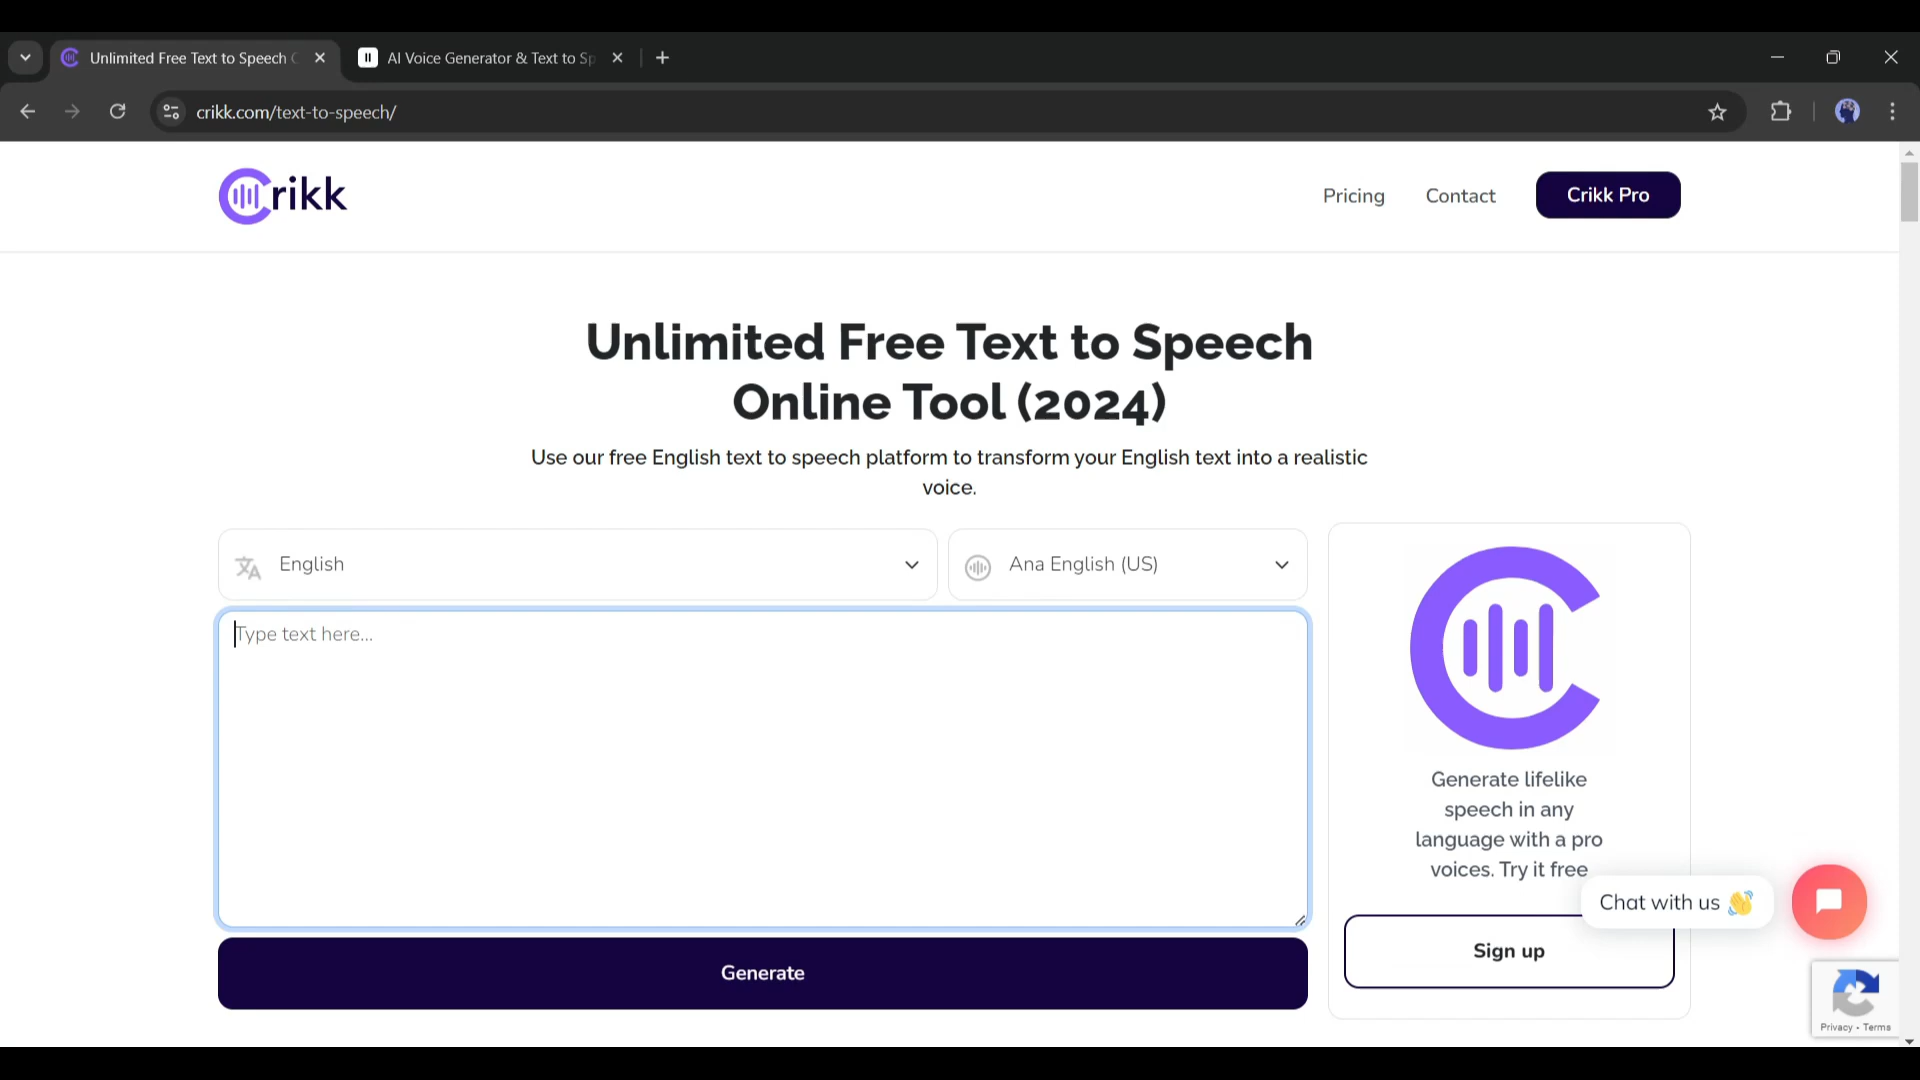 Unlimited Free Text to Speech
AI Voice Generator & Text to Sp
crikk.com/text-to-speech/
Crikk
Pricing
Contact
Crikk Pro
Unlimited Free Text to Speech
Online Tool (2024)
Use our free English text to speech platform to transform your English text into a realistic
voice.
English
Ana English (US)
Type text here...
Generate
Generate lifelike
speech in any
language with a pro
voices. Try it free
Chat with us 👋
Sign up
Privacy - Terms